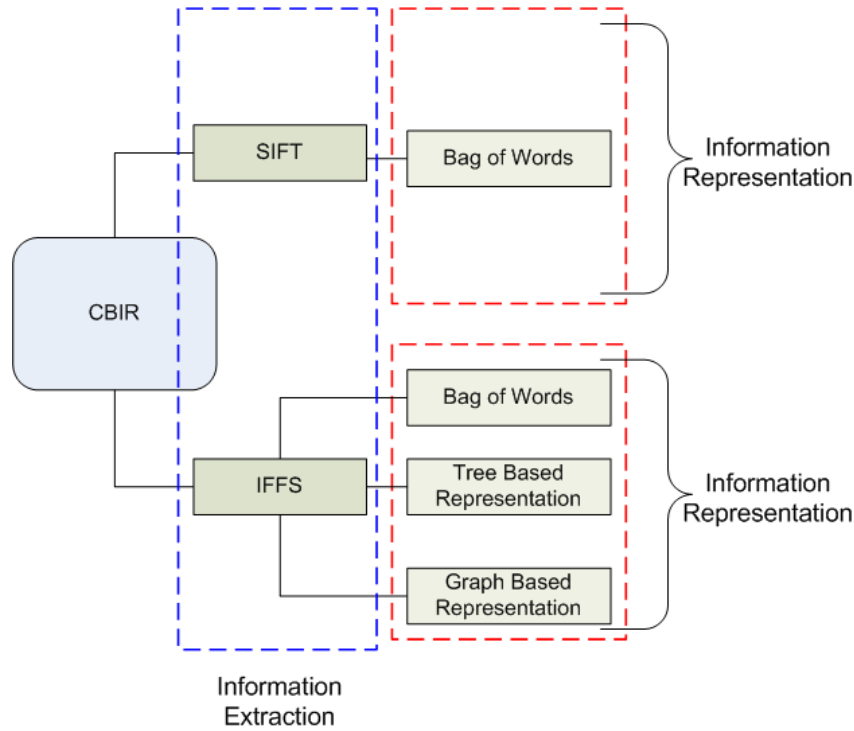 SIFT
Bag of Words
Information
Representation
CBIR
Bag of Words
IFFS
Tree Based
Representation
Information
Representation
Graph Based
Representation
Information
Extraction